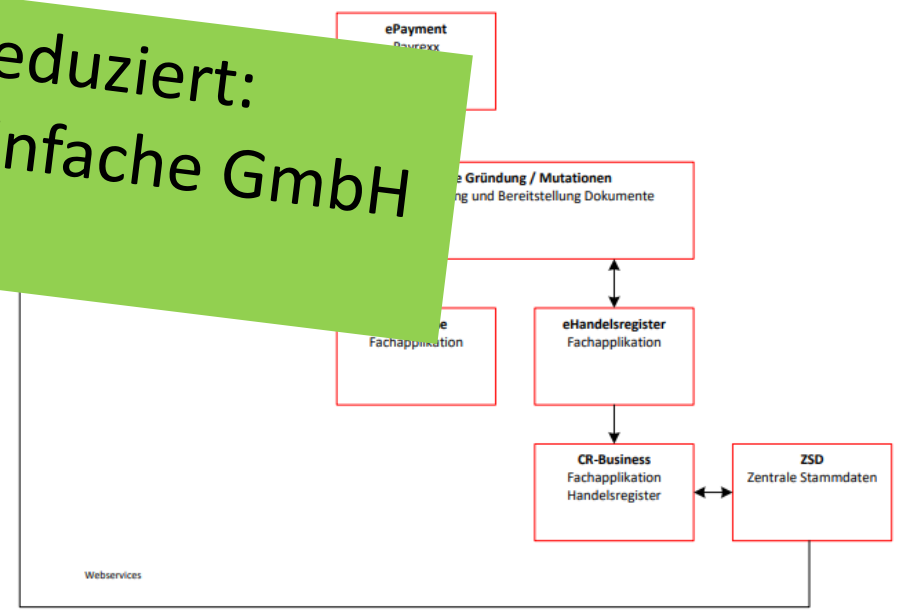 ePayment
Payrexx
eduziert:
nfache GmbH
e Gründung / Mutationen
ng und Bereitstellung Dokumente
e
Fachapplikation
eHandelsregister
Fachapplikation
CR-Business
Fachapplikation
Handelsregister
ZSD
Zentrale Stammdaten
Webservices